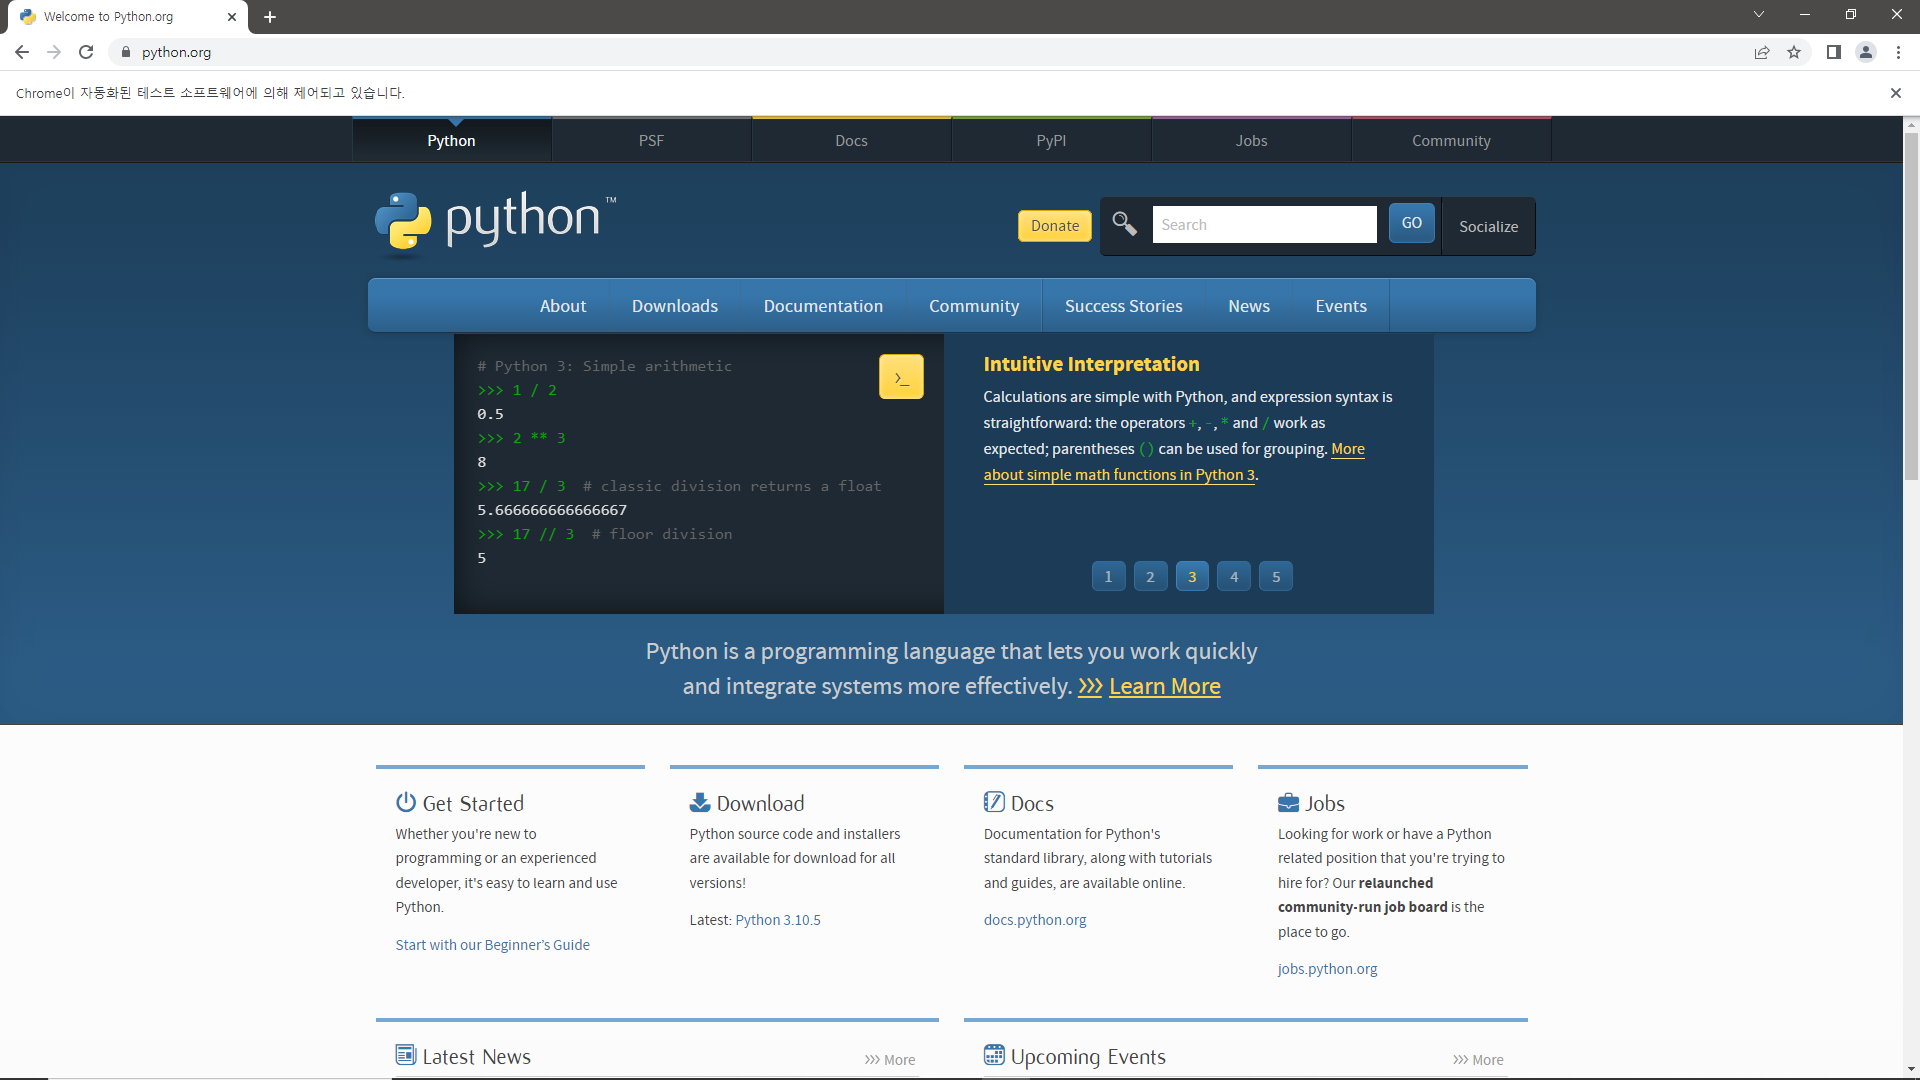 Welcome to Python.org
python.org
Chrome이 자동화된 테스트 소프트웨어에 의해 제어되고 있습니다.
Python PSF Docs PyPI Jobs Community
python™
Donate Search GO Socialize
About Downloads Documentation Community Success Stories News Events
# Python 3: Simple arithmetic
>>> 1 / 2
0.5
>>> 2 ** 3
8
>>> 17 / 3 # classic division returns a float
5.666666666666667
>>> 17 // 3 # floor division
5
>_
Intuitive Interpretation
Calculations are simple with Python, and expression syntax is
straightforward: the operators +, -, * and / work as
expected; parentheses () can be used for grouping. More
about simple math functions in Python 3.
1 2 3 4 5
Python is a programming language that lets you work quickly
and integrate systems more effectively. >>> Learn More
Get Started
Whether you're new to
programming or an experienced
developer, it's easy to learn and use
Python.
Start with our Beginner’s Guide
Download
Python source code and installers
are available for download for all
versions!
Latest: Python 3.10.5
Docs
Documentation for Python's
standard library, along with tutorials
and guides, are available online.
docs.python.org
Jobs
Looking for work or have a Python
related position that you're trying to
hire for? Our relaunched
community-run job board is the
place to go.
jobs.python.org
Latest News
>>> More
Upcoming Events
>>> More